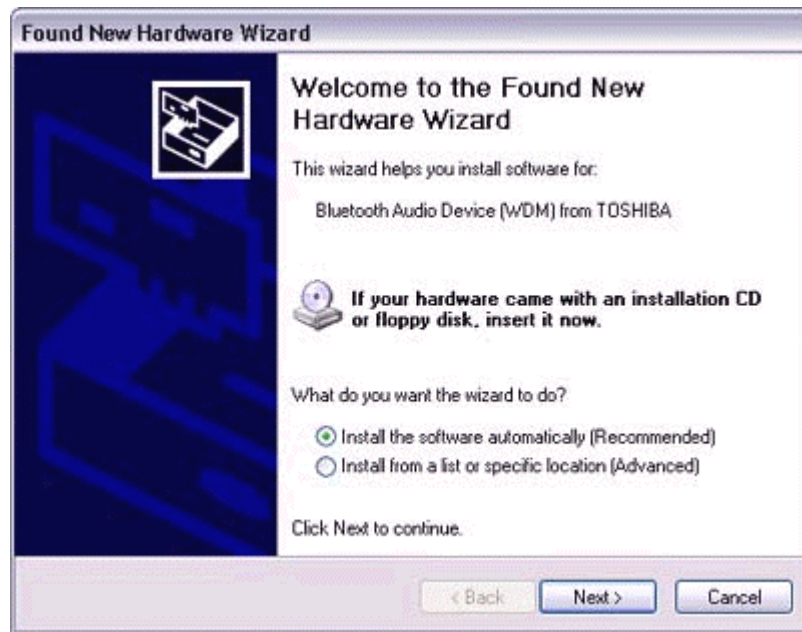 Found New Hardware Wizard
Welcome to the Found New
Hardware Wizard
This wizard helps you install software for:
Bluetooth Audio Device (WDM) from TOSHIBA
If your hardware came with an installation CD
or floppy disk, insert it now.
What do you want the wizard to do?
Install the software automatically (Recommended)
Install from a list or specific location (Advanced)
Click Next to continue.
< Back Next > Cancel